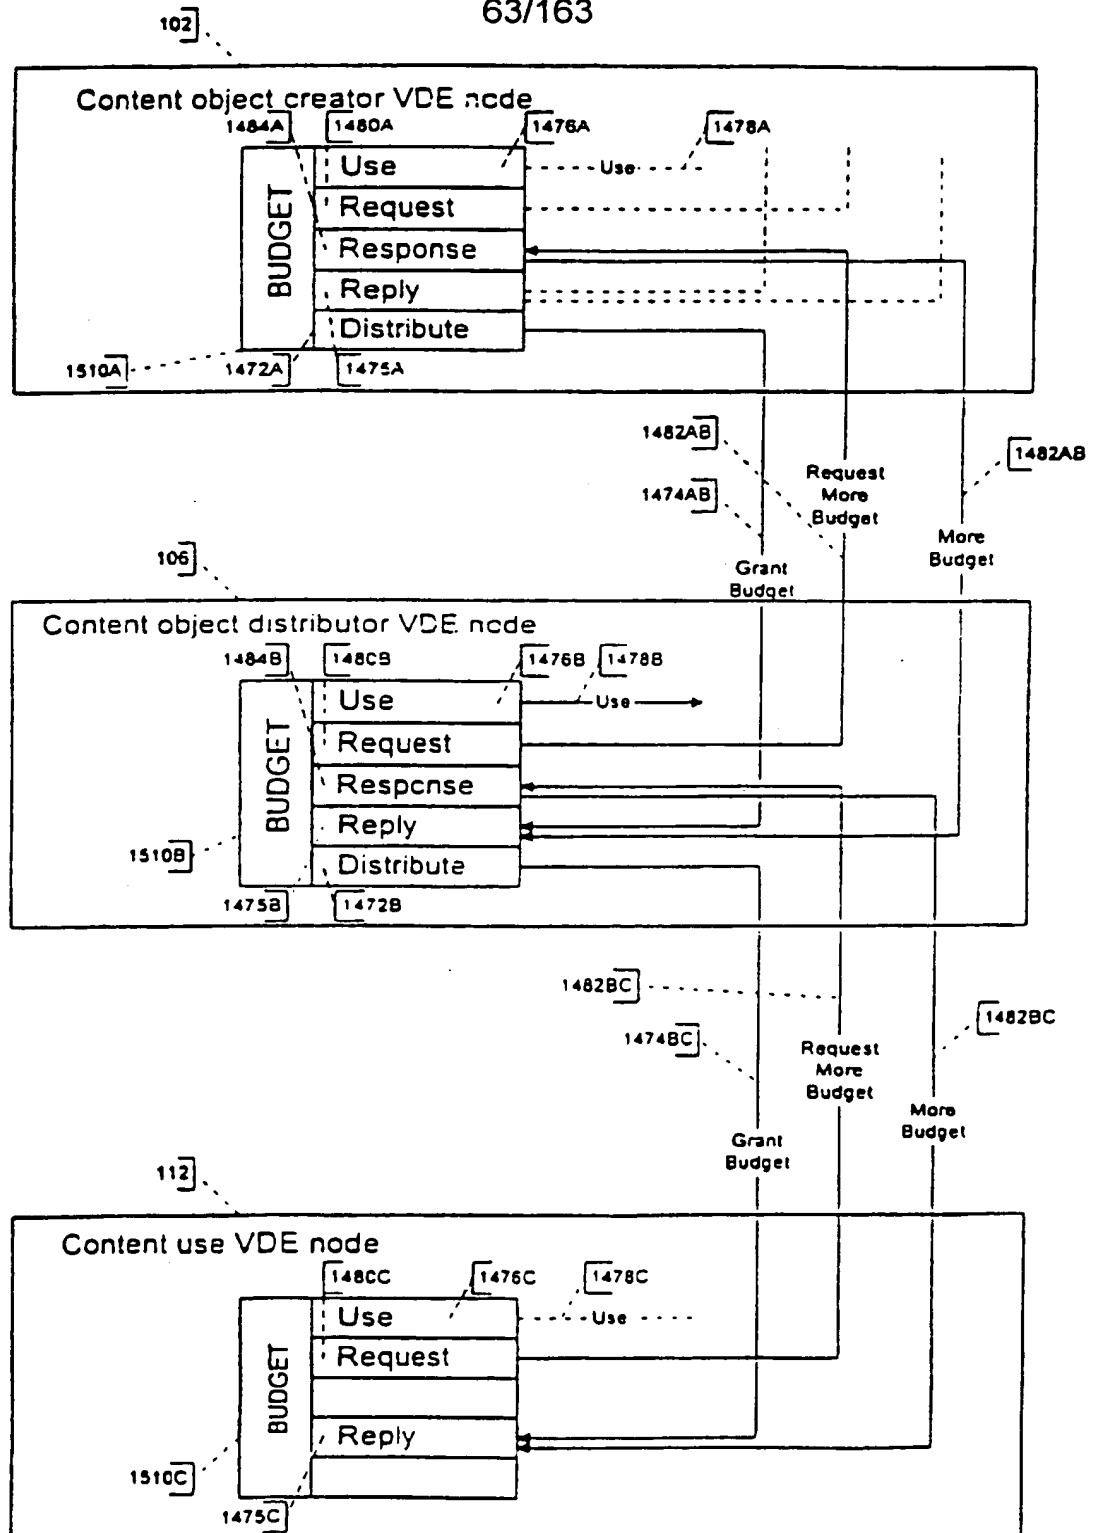 63/163
102
Content object creator VDE node
1484A
1480A
1476A
1478A
BUDGET
Use
Use
Request
Response
Reply
Distribute
1510A
1472A
1475A
1482AB
1482AB
1474AB
Request
More
Budget
More
Budget
Grant
Budget
106
Content object distributor VDE node
1484B
1480B
1476B
1478B
BUDGET
Use
Use
Request
Response
Reply
Distribute
1510B
1475B
1472B
1482BC
1482BC
1474BC
Request
More
Budget
More
Budget
Grant
Budget
112
Content use VDE node
1480C
1476C
1478C
BUDGET
Use
Use
Request
Reply
1510C
1475C